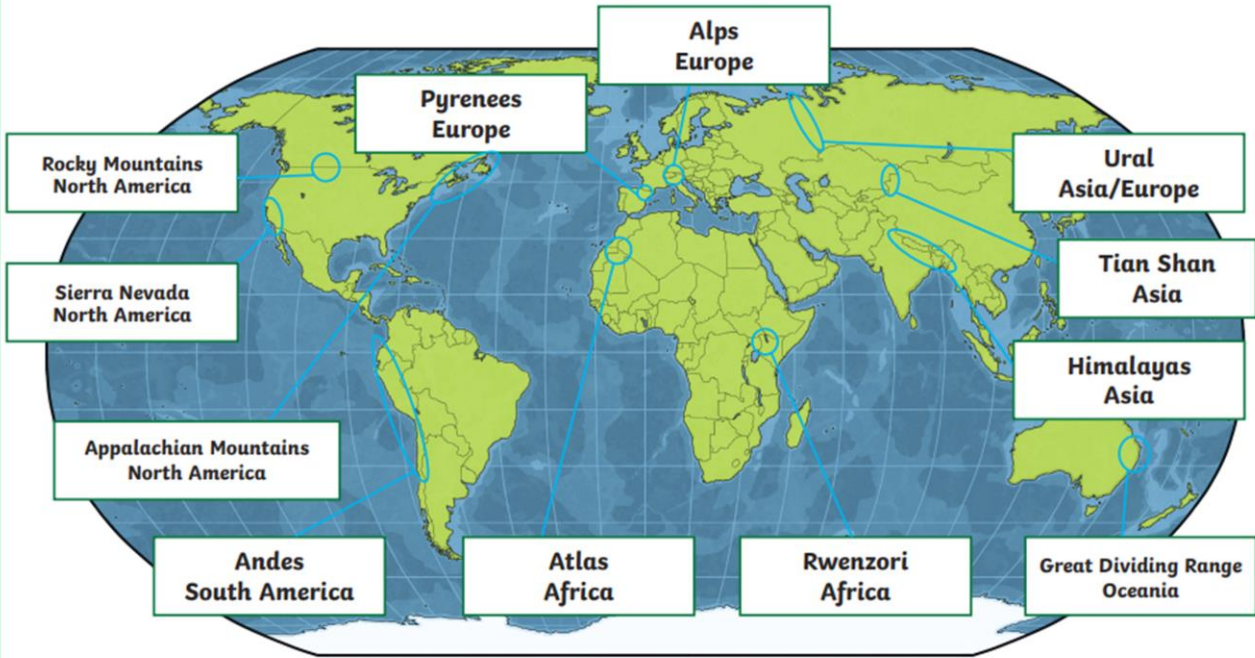 Alps
Europe
Pyrenees
Europe
Rocky Mountains
North America
Ural
Asia/Europe
Sierra Nevada
North America
Tian Shan
Asia
Himalayas
Asia
Appalachian Mountains
North America
Andes
South America
Atlas
Africa
Rwenzori
Africa
Great Dividing Range
Oceania